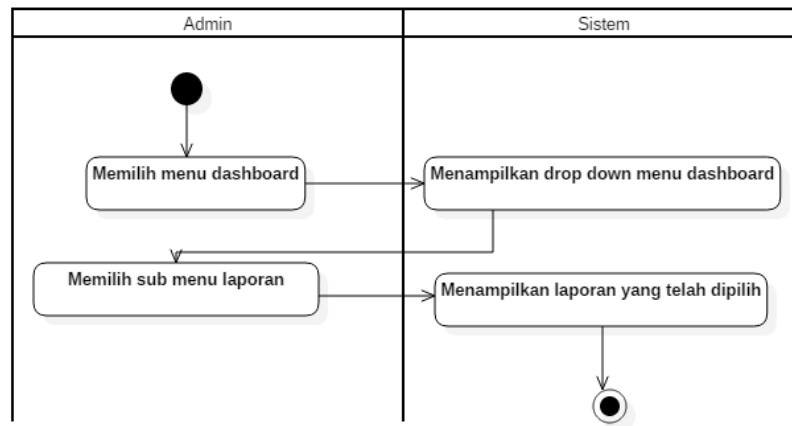 Admin
Sistem
Memilih menu dashboard
Menampilkan drop down menu dashboard
Memilih sub menu laporan
Menampilkan laporan yang telah dipilih